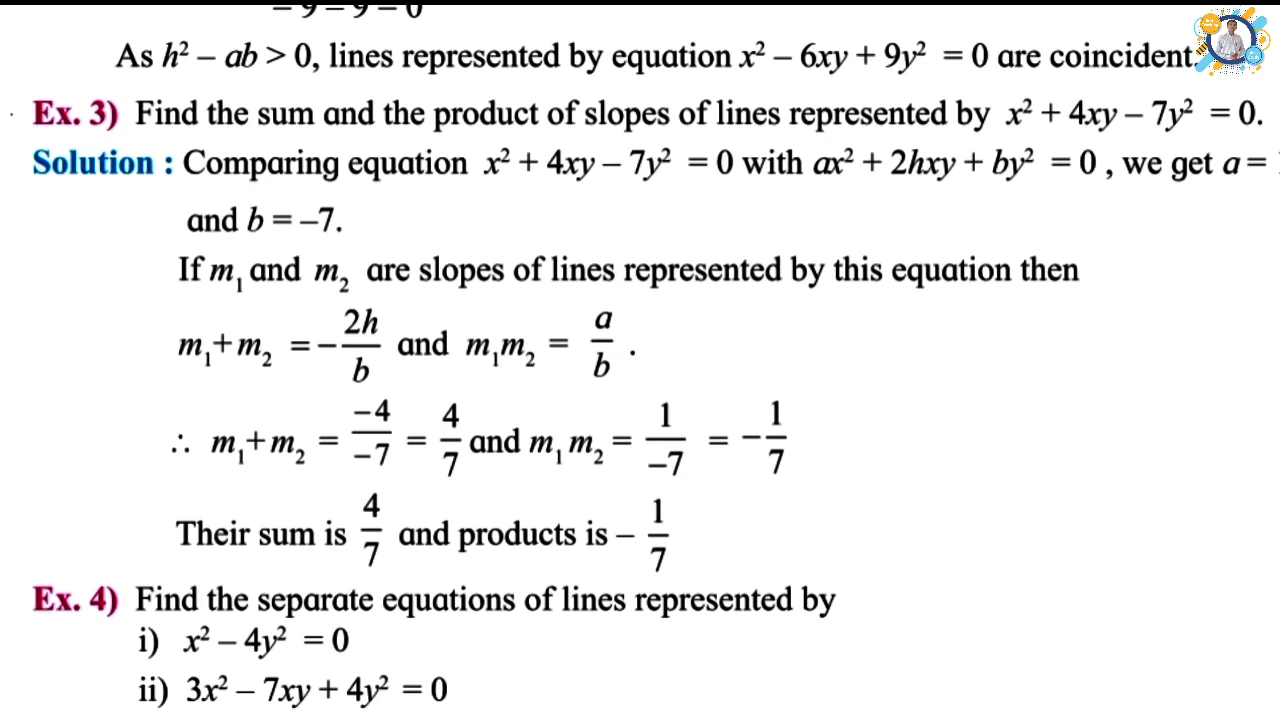 – 9 – 9 – 0
As h² – ab > 0, lines represented by equation x² – 6xy + 9y² = 0 are coincident.
Ex. 3) Find the sum and the product of slopes of lines represented by x² + 4xy – 7y² = 0.
Solution : Comparing equation x² + 4xy – 7y² = 0 with ax² + 2hxy + by² = 0 , we get a =
and b = –7.
If m₁ and m₂ are slopes of lines represented by this equation then
m₁+m₂ = –2h/b and m₁m₂ = a/b .
∴ m₁+m₂ = –4/–7 = 4/7 and m₁ m₂ = 1/–7 = –1/7
Their sum is 4/7 and products is – 1/7
Ex. 4) Find the separate equations of lines represented by
i) x² – 4y² = 0
ii) 3x² – 7xy + 4y² = 0